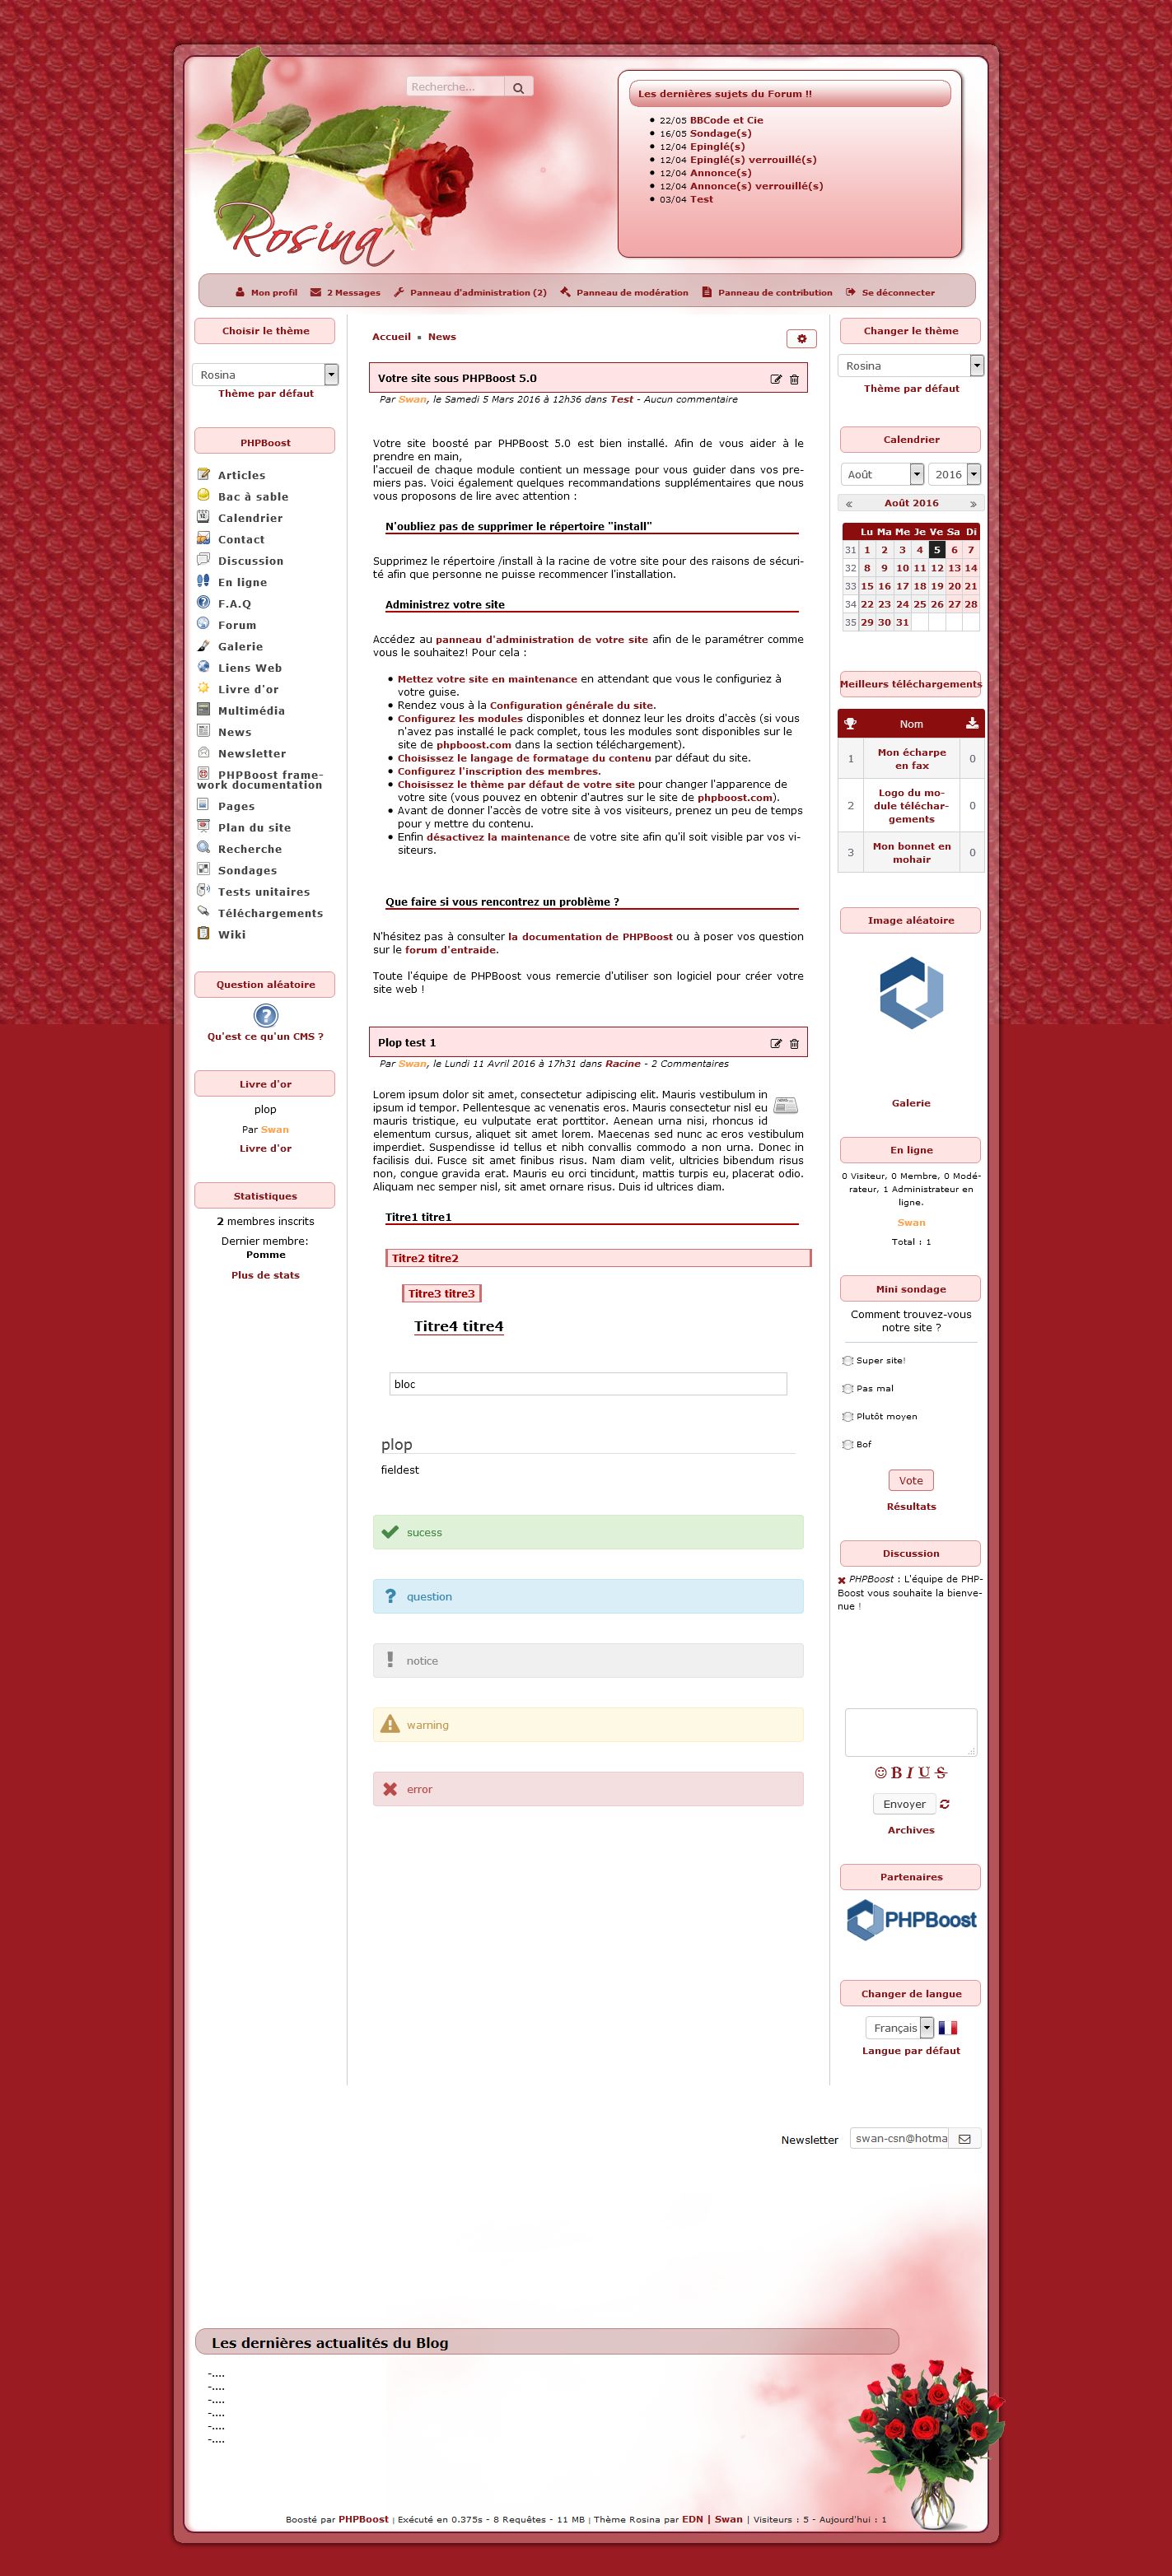 Recherche...
Les dernières sujets du Forum !!
22/05 BBCode et Cie
16/05 Sondage(s)
12/04 Epinglé(s)
12/04 Epinglé(s) verrouillé(s)
12/04 Annonce(s)
12/04 Annonce(s) verrouillé(s)
03/04 Test
Rosina
Mon profil 2 Messages Panneau d'administration (2) Panneau de modération Panneau de contribution Se déconnecter
Choisir le thème
Rosina
Thème par défaut
PHPBoost
Articles
Bac à sable
Calendrier
Contact
Discussion
En ligne
F.A.Q
Forum
Galerie
Liens Web
Livre d'or
Multimédia
News
Newsletter
PHPBoost frame-
work documentation
Pages
Plan du site
Recherche
Sondages
Tests unitaires
Téléchargements
Wiki
Question aléatoire
?
Qu'est ce qu'un CMS ?
Livre d'or
plop
Par Swan
Livre d'or
Statistiques
2 membres inscrits
Dernier membre:
Pomme
Plus de stats
Accueil News
Votre site sous PHPBoost 5.0
Par Swan, le Samedi 5 Mars 2016 à 12h36 dans Test - Aucun commentaire
Votre site boosté par PHPBoost 5.0 est bien installé. Afin de vous aider à le
prendre en main,
l'accueil de chaque module contient un message pour vous guider dans vos pre-
miers pas. Voici également quelques recommandations supplémentaires que nous
vous proposons de lire avec attention :
N'oubliez pas de supprimer le répertoire "install"
Supprimez le répertoire /install à la racine de votre site pour des raisons de sécuri-
té afin que personne ne puisse recommencer l'installation.
Administrez votre site
Accédez au panneau d'administration de votre site afin de le paramétrer comme
vous le souhaitez! Pour cela :
Mettez votre site en maintenance en attendant que vous le configuriez à
votre guise.
Rendez vous à la Configuration générale du site.
Configurez les modules disponibles et donnez leur les droits d'accès (si vous
n'avez pas installé le pack complet, tous les modules sont disponibles sur le
site de phpboost.com dans la section téléchargement).
Choisissez le langage de formatage du contenu par défaut du site.
Configurez l'inscription des membres.
Choisissez le thème par défaut de votre site pour changer l'apparence de
votre site (vous pouvez en obtenir d'autres sur le site de phpboost.com).
Avant de donner l'accès de votre site à vos visiteurs, prenez un peu de temps
pour y mettre du contenu.
Enfin désactivez la maintenance de votre site afin qu'il soit visible par vos vi-
siteurs.
Que faire si vous rencontrez un problème ?
N'hésitez pas à consulter la documentation de PHPBoost ou à poser vos question
sur le forum d'entraide.
Toute l'équipe de PHPBoost vous remercie d'utiliser son logiciel pour créer votre
site web !
Plop test 1
Par Swan, le Lundi 11 Avril 2016 à 17h31 dans Racine - 2 Commentaires
Lorem ipsum dolor sit amet, consectetur adipiscing elit. Mauris vestibulum in
ipsum id tempor. Pellentesque ac venenatis eros. Mauris consectetur nisl eu
mauris tristique, eu vulputate erat porttitor. Aenean urna nisi, rhoncus id
elementum cursus, aliquet sit amet lorem. Maecenas sed nunc ac eros vestibulum
imperdiet. Suspendisse id tellus et nibh convallis commodo a non urna. Donec in
facilisis dui. Fusce sit amet finibus risus. Nam diam velit, ultricies bibendum risus
non, congue gravida erat. Mauris eu orci tincidunt, mattis turpis eu, placerat odio.
Aliquam nec semper nisl, sit amet ornare risus. Duis id ultrices diam.
Titre1 titre1
Titre2 titre2
Titre3 titre3
Titre4 titre4
bloc
plop
fieldest
sucess
question
notice
warning
error
Changer le thème
Rosina
Thème par défaut
Calendrier
Août 2016
« Août 2016 »
Lu Ma Me Je Ve Sa Di
31 1 2 3 4 5 6 7
32 8 9 10 11 12 13 14
33 15 16 17 18 19 20 21
34 22 23 24 25 26 27 28
35 29 30 31
Meilleurs téléchargements
Nom
1 Mon écharpe en fax 0
2 Logo du mo-
dule téléchar-
gements 0
3 Mon bonnet en
mohair 0
Image aléatoire
Galerie
En ligne
0 Visiteur, 0 Membre, 0 Modé-
rateur, 1 Administrateur en
ligne.
Swan
Total : 1
Mini sondage
Comment trouvez-vous
notre site ?
Super site!
Pas mal
Plutôt moyen
Bof
Vote
Résultats
Discussion
PHPBoost : L'équipe de PHP-
Boost vous souhaite la bienve-
nue !
B I U S
Envoyer
Archives
Partenaires
PHPBoost
Changer de langue
Français
Langue par défaut
Newsletter swan-csn@hotma
Les dernières actualités du Blog
-....
-....
-....
-....
-....
-....
Boosté par PHPBoost | Exécuté en 0.375s - 8 Requêtes - 11 MB | Thème Rosina par EDN | Swan | Visiteurs : 5 - Aujourd'hui : 1